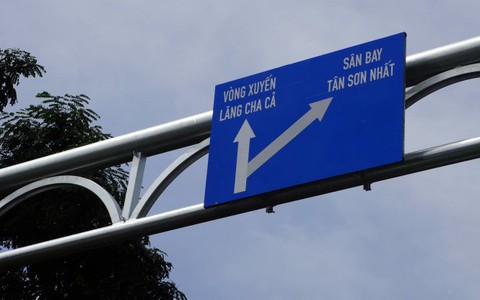 VÒNG XUYẾN
LĂNG CHA CẢ
SÂN BAY
TÂN SƠN NHẤT